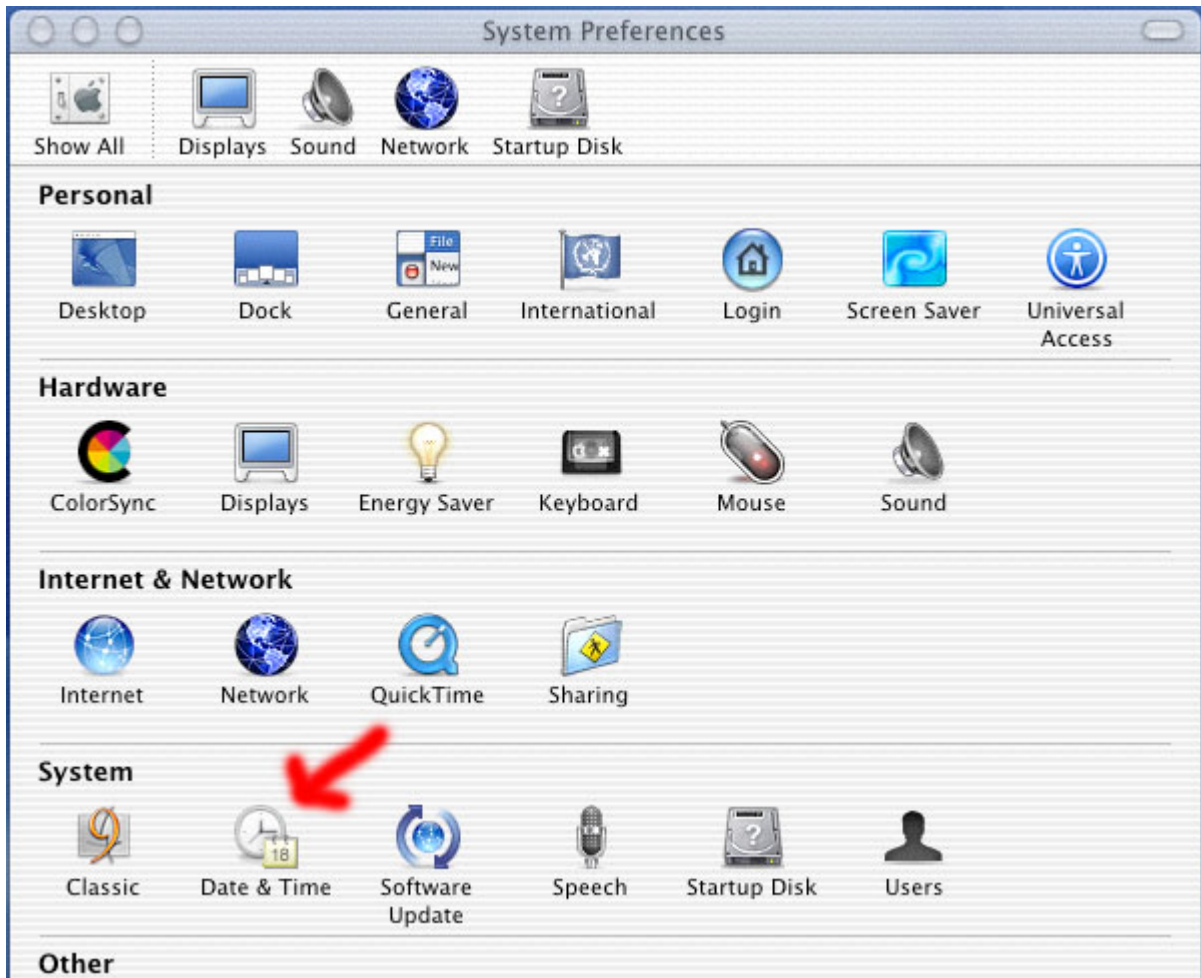 System Preferences
Show All Displays Sound Network Startup Disk
Personal
File
New
Desktop Dock General International Login Screen Saver Universal
Access
Hardware
ColorSync Displays Energy Saver Keyboard Mouse Sound
Internet & Network
Internet Network QuickTime Sharing
System
9
18
Classic Date & Time Software Speech Startup Disk Users
Update
Other